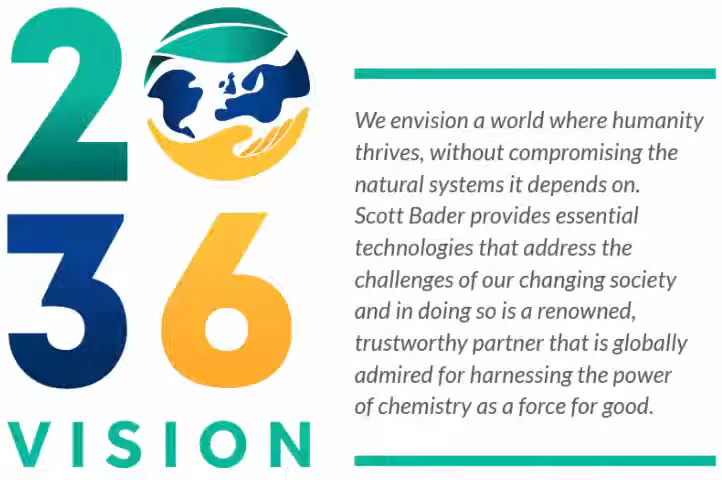 20
36
VISION
We envision a world where humanity
thrives, without compromising the
natural systems it depends on.
Scott Bader provides essential
technologies that address the
challenges of our changing society
and in doing so is a renowned,
trustworthy partner that is globally
admired for harnessing the power
of chemistry as a force for good.